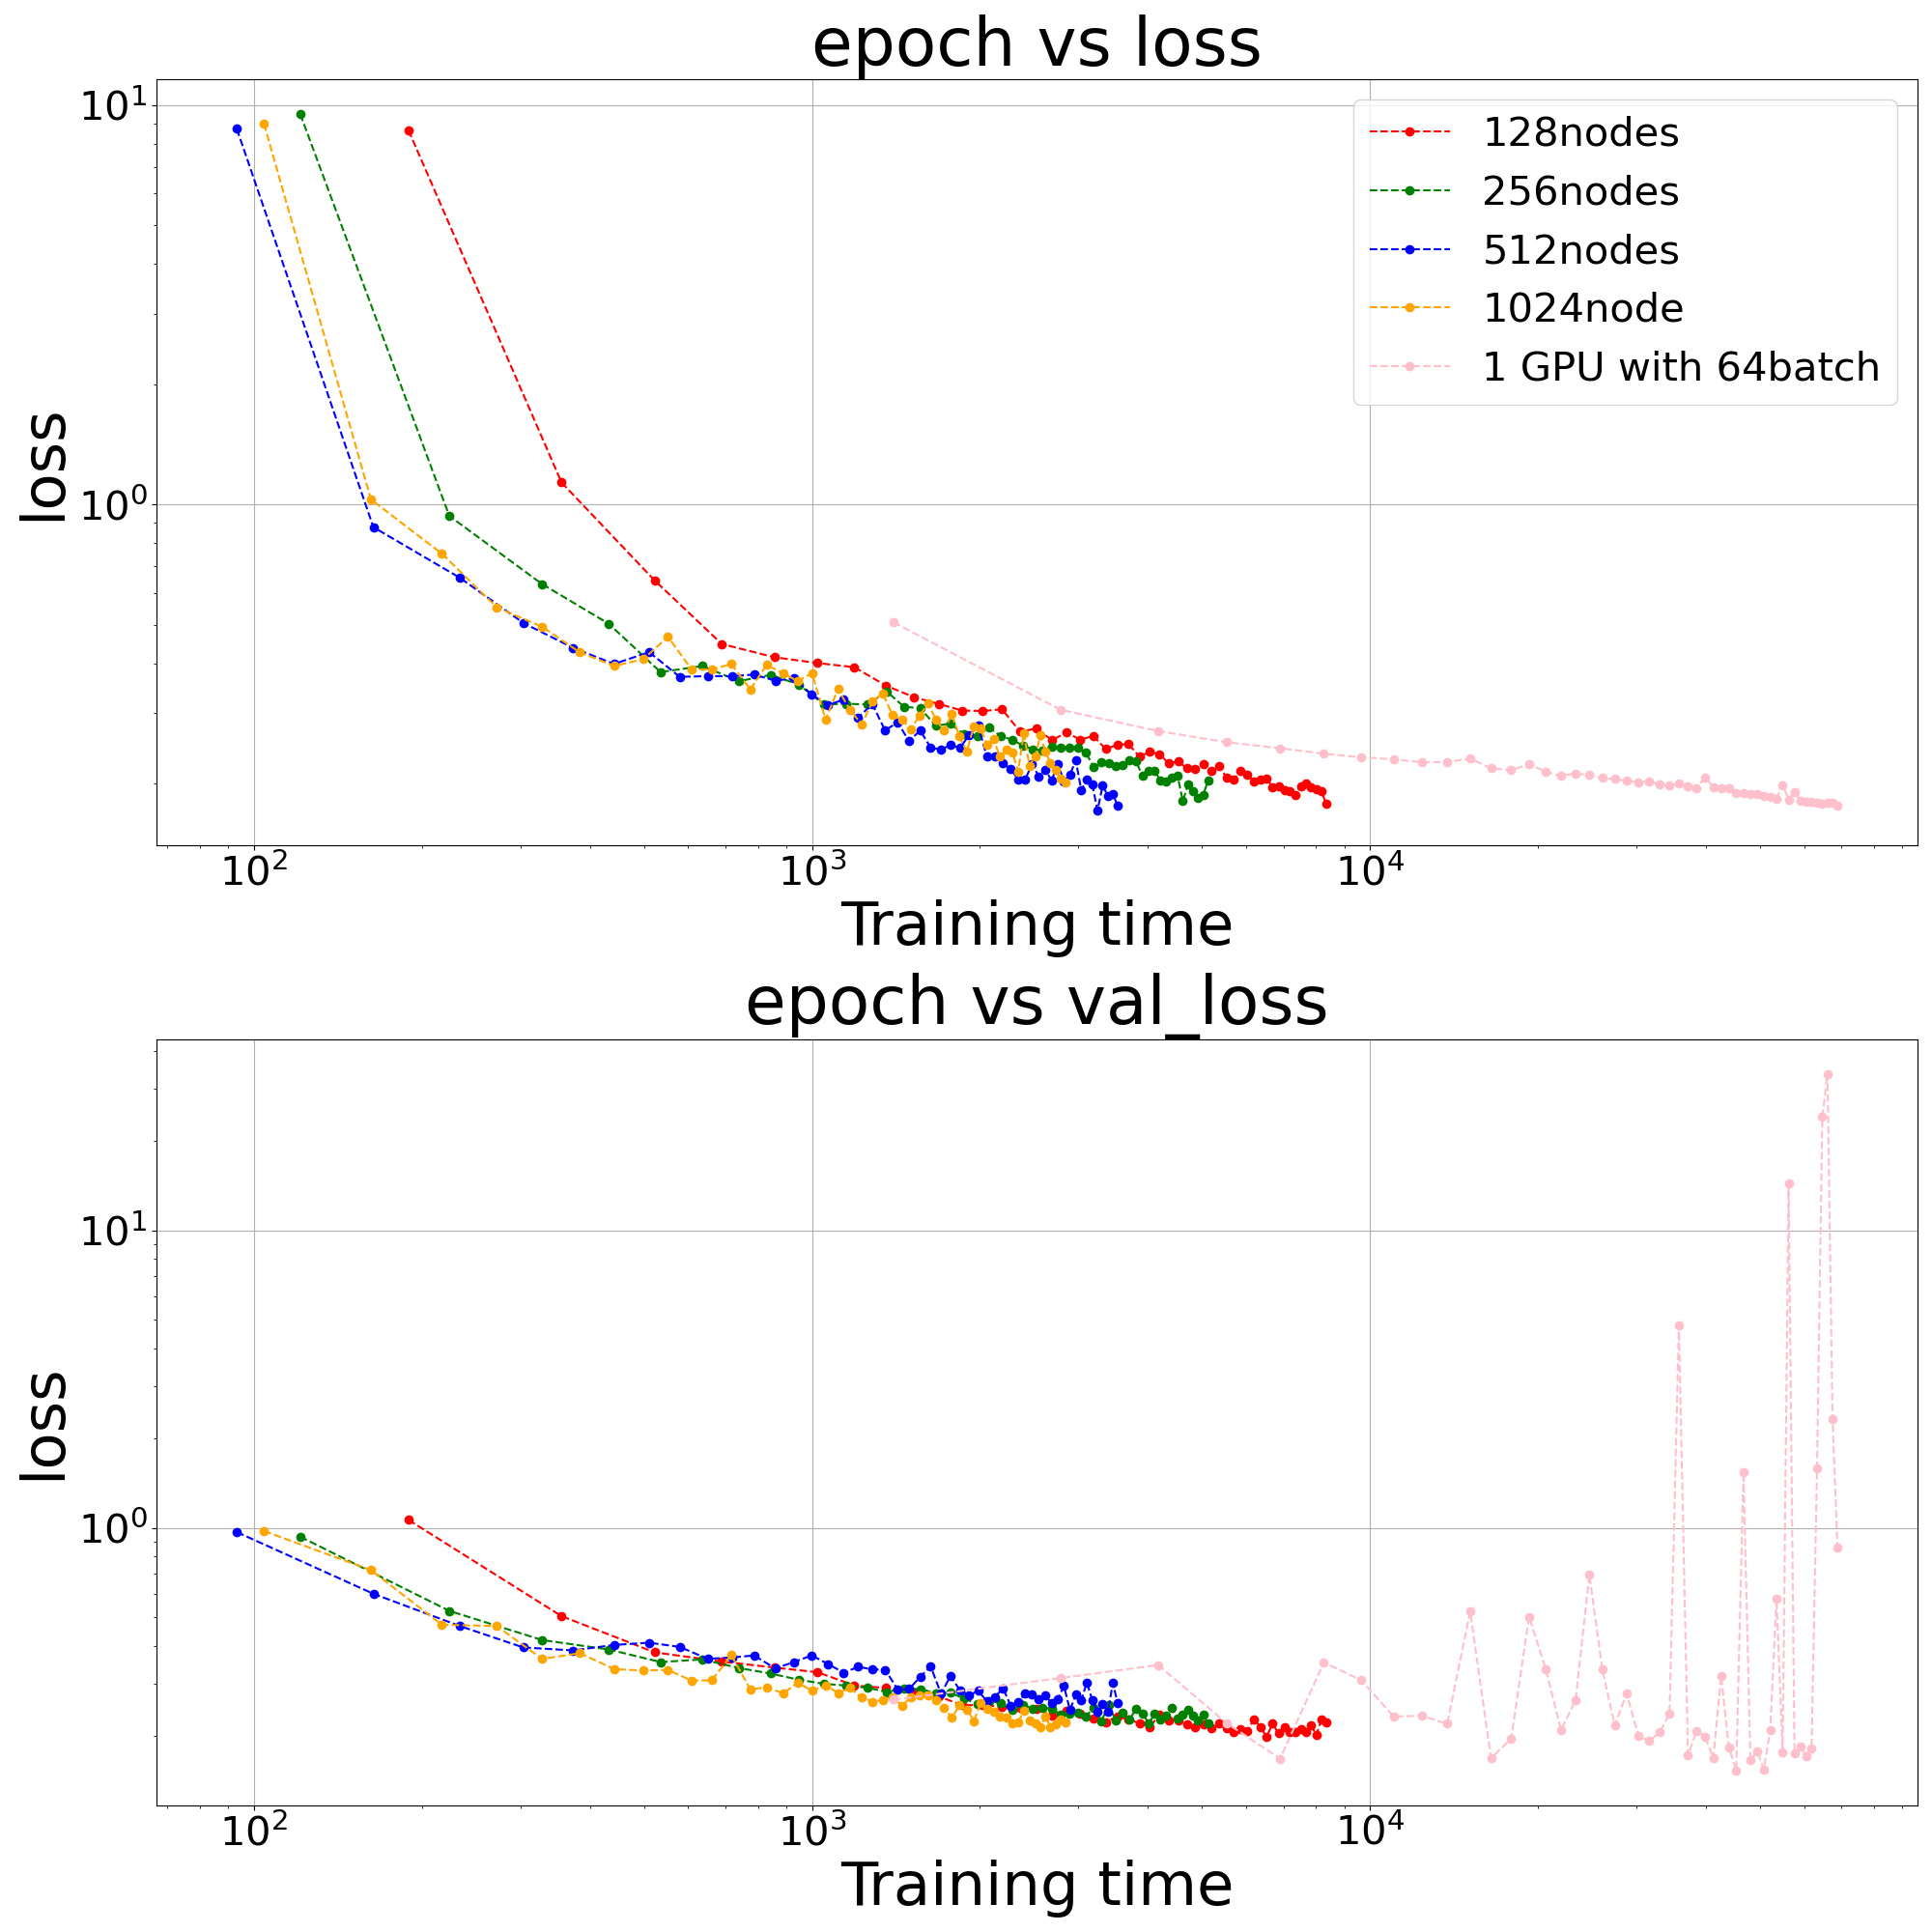 epoch vs loss
10¹
10⁰
loss
128nodes
256nodes
512nodes
1024node
1 GPU with 64batch
10² 10³ 10⁴
Training time
epoch vs val_loss
10¹
10⁰
loss
10² 10³ 10⁴
Training time